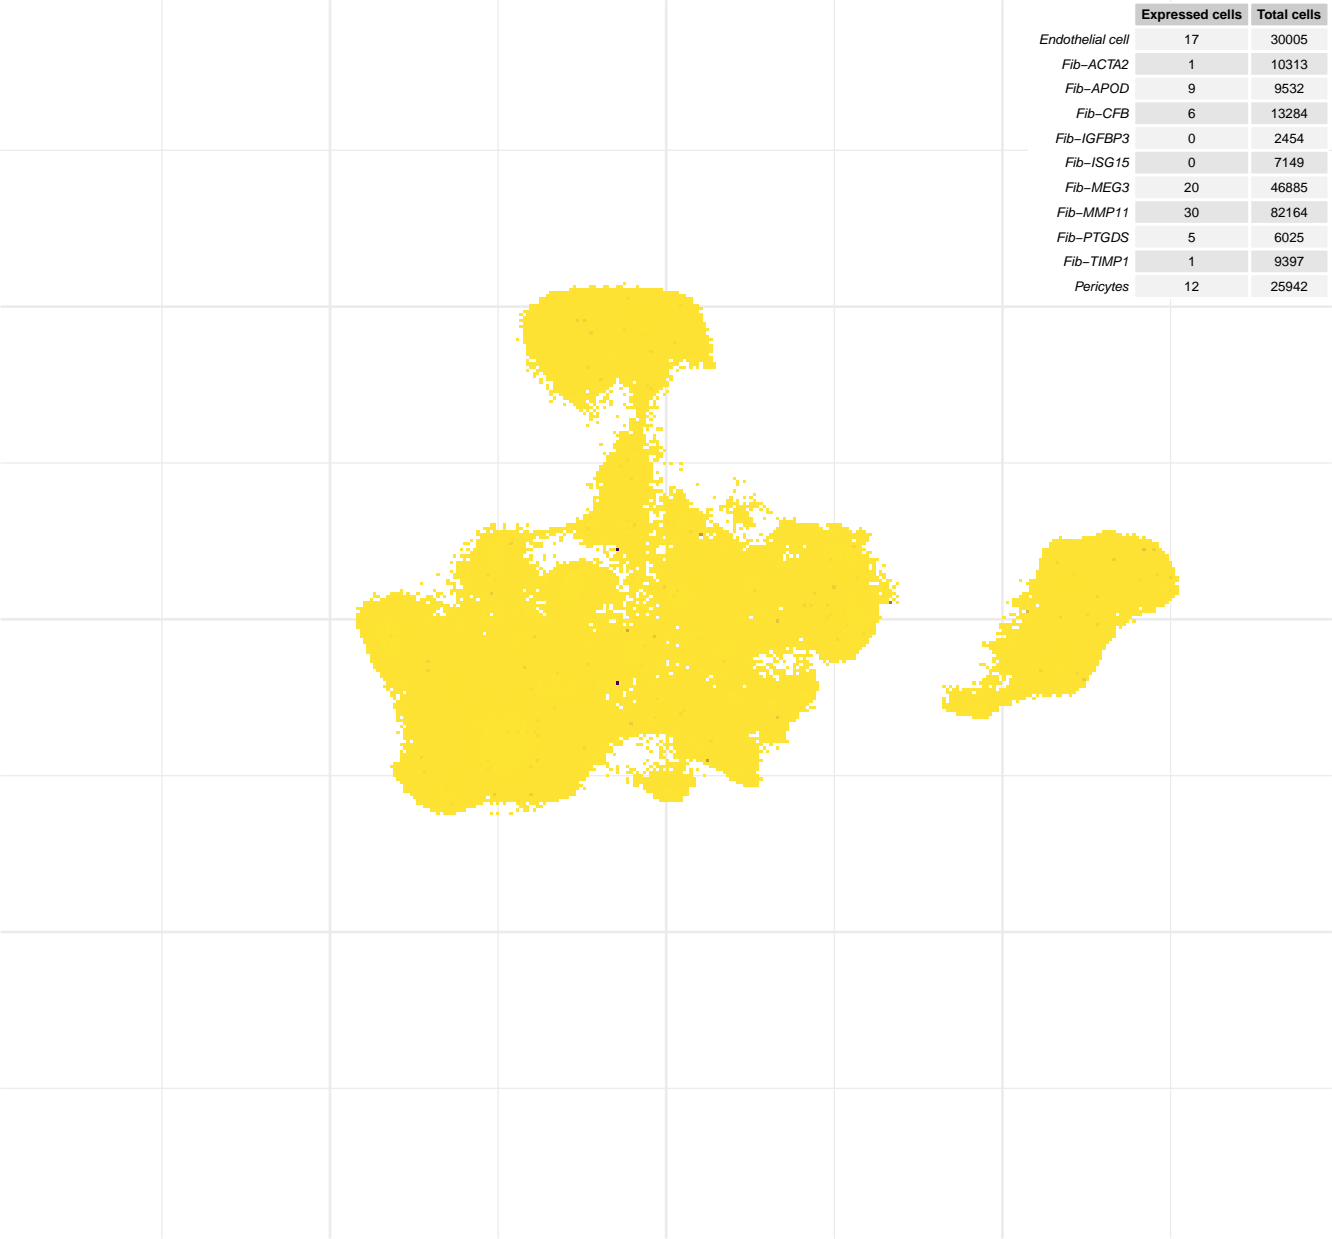 Expressed cells Total cells
Endothelial cell 17 30005
Fib−ACTA2 1 10313
Fib−APOD 9 9532
Fib−CFB 6 13284
Fib−IGFBP3 0 2454
Fib−ISG15 0 7149
Fib−MEG3 20 46885
Fib−MMP11 30 82164
Fib−PTGDS 5 6025
Fib−TIMP1 1 9397
Pericytes 12 25942